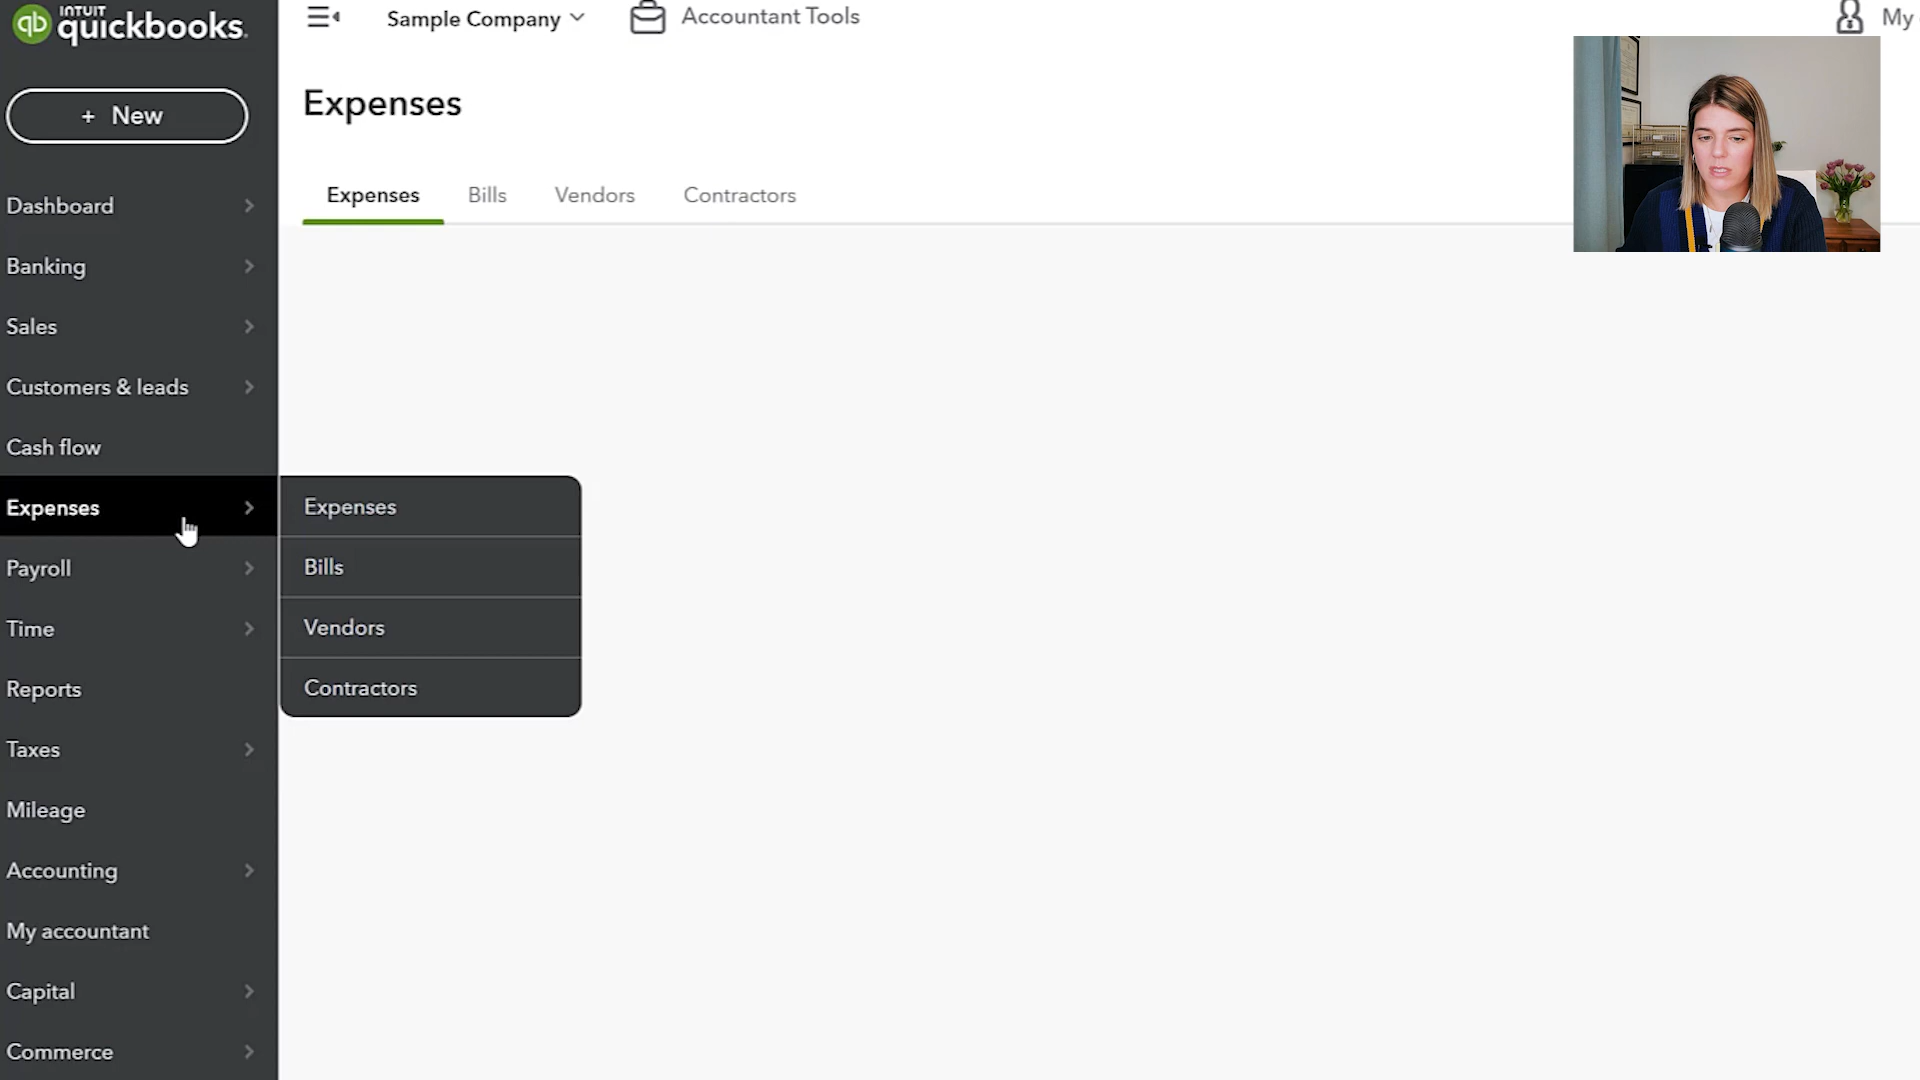 INTUIT
quickbooks.
qb
Sample Company
Accountant Tools
My
+ New
Expenses
Expenses
Bills
Vendors
Contractors
Dashboard
Banking
Sales
Customers & leads
Cash flow
Expenses
Payroll
Time
Reports
Taxes
Mileage
Accounting
My accountant
Capital
Commerce
Expenses
Bills
Vendors
Contractors